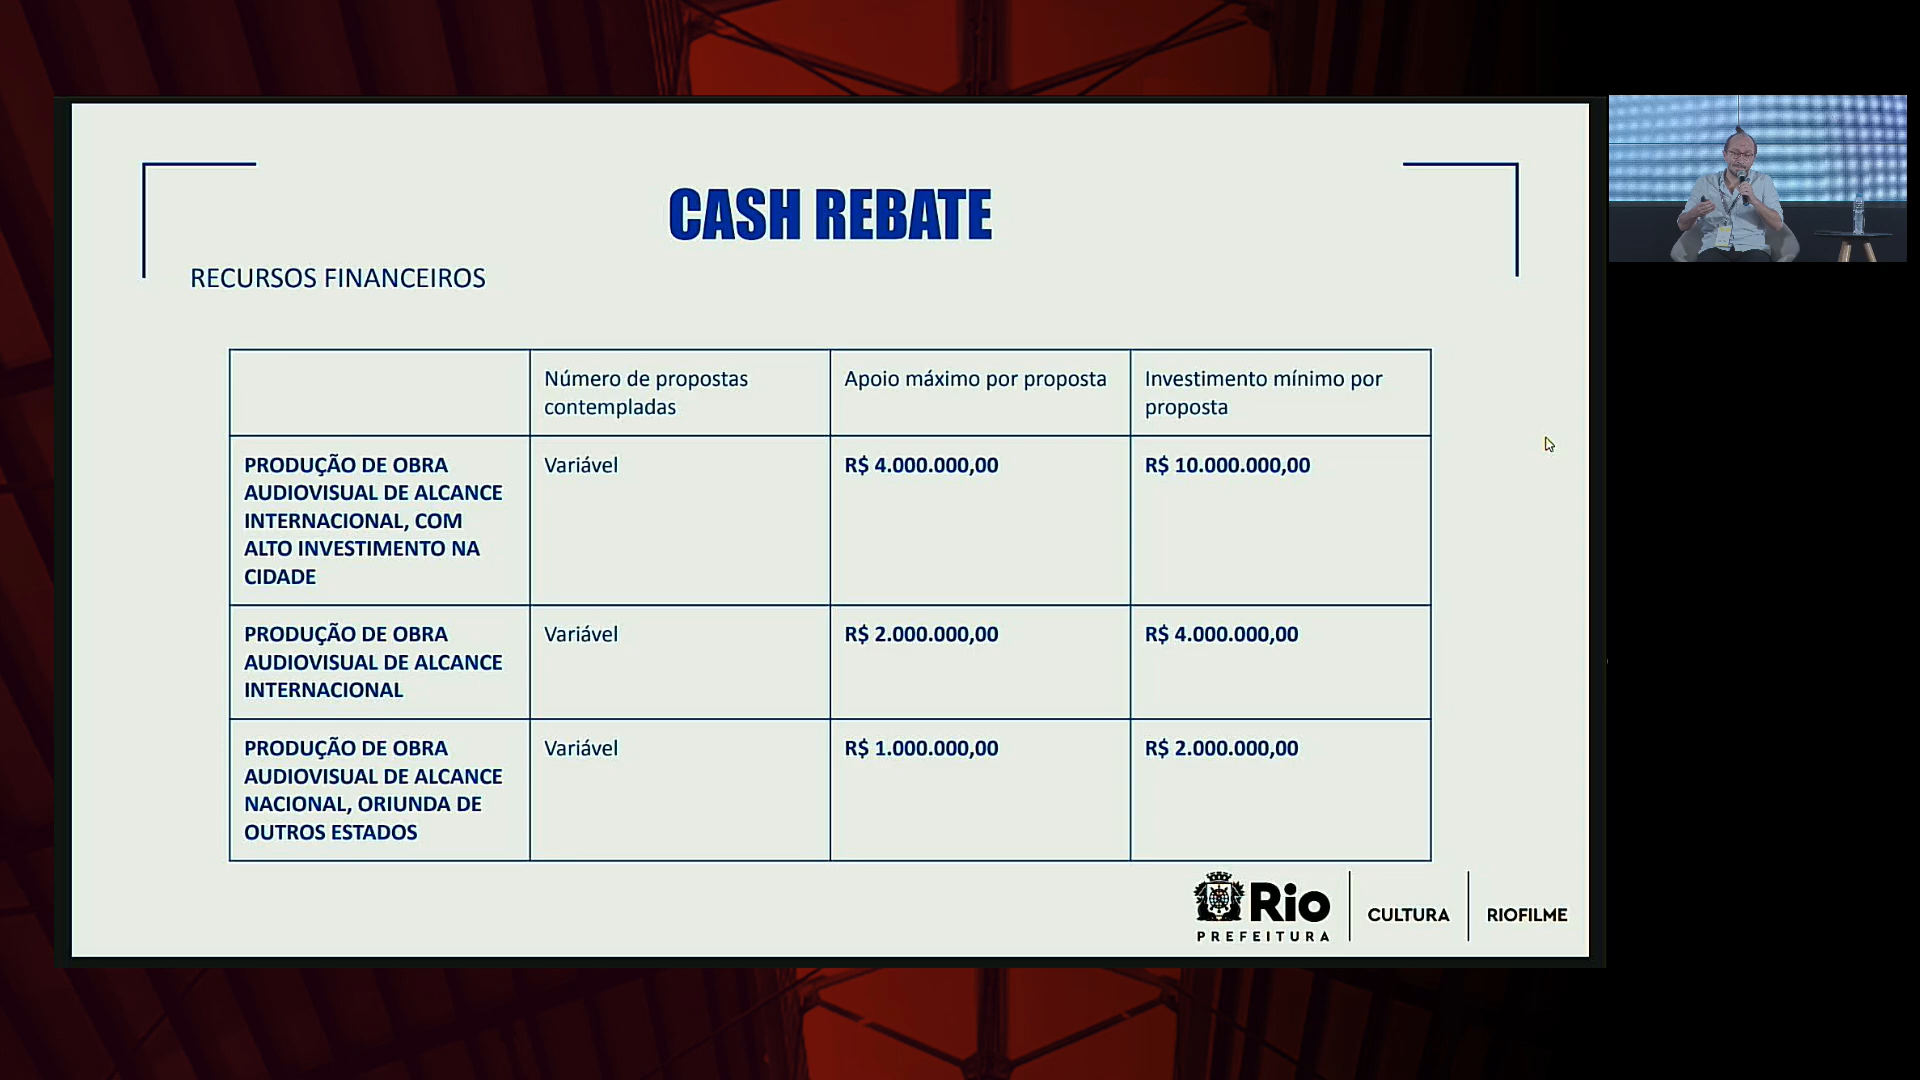 CASH REBATE
RECURSOS FINANCEIROS
Número de propostas
contempladas
Apoio máximo por proposta
Investimento mínimo por
proposta
PRODUÇÃO DE OBRA
AUDIOVISUAL DE ALCANCE
INTERNACIONAL, COM
ALTO INVESTIMENTO NA
CIDADE
Variável
R$ 4.000.000,00
R$ 10.000.000,00
PRODUÇÃO DE OBRA
AUDIOVISUAL DE ALCANCE
INTERNACIONAL
Variável
R$ 2.000.000,00
R$ 4.000.000,00
PRODUÇÃO DE OBRA
AUDIOVISUAL DE ALCANCE
NACIONAL, ORIUNDA DE
OUTROS ESTADOS
Variável
R$ 1.000.000,00
R$ 2.000.000,00
Rio
PREFEITURA
CULTURA
RIOFILME